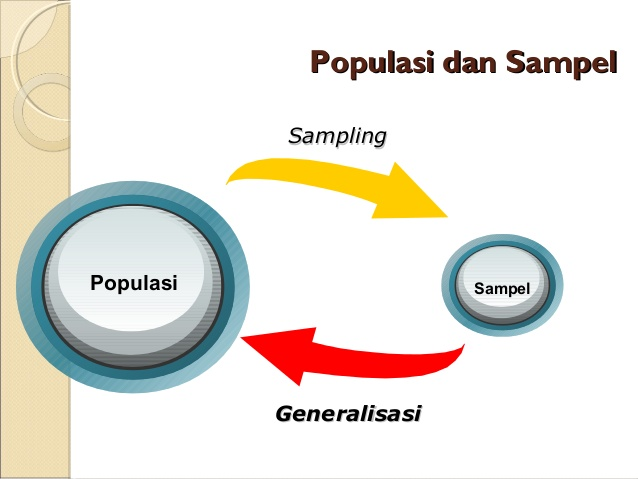 Populasi dan Sampel
Sampling
Populasi
Sampel
Generalisasi